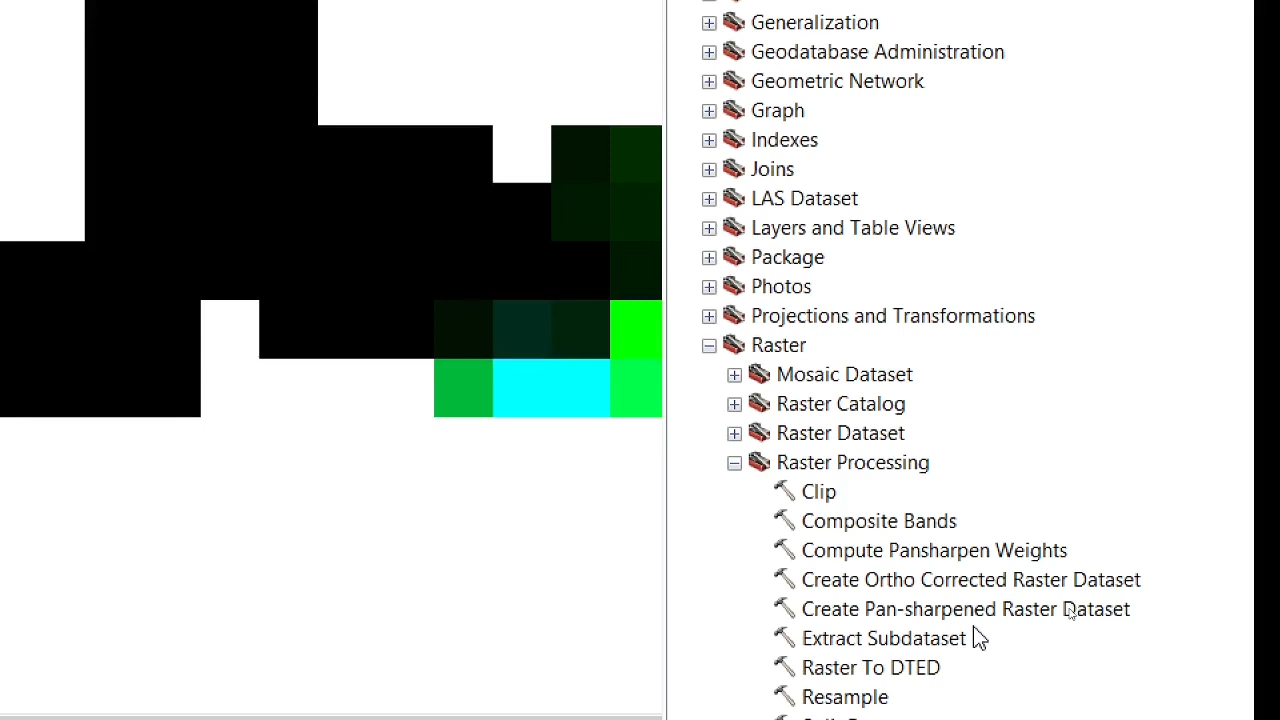 Generalization
Geodatabase Administration
Geometric Network
Graph
Indexes
Joins
LAS Dataset
Layers and Table Views
Package
Photos
Projections and Transformations
Raster
Mosaic Dataset
Raster Catalog
Raster Dataset
Raster Processing
Clip
Composite Bands
Compute Pansharpen Weights
Create Ortho Corrected Raster Dataset
Create Pan-sharpened Raster Dataset
Extract Subdataset
Raster To DTED
Resample